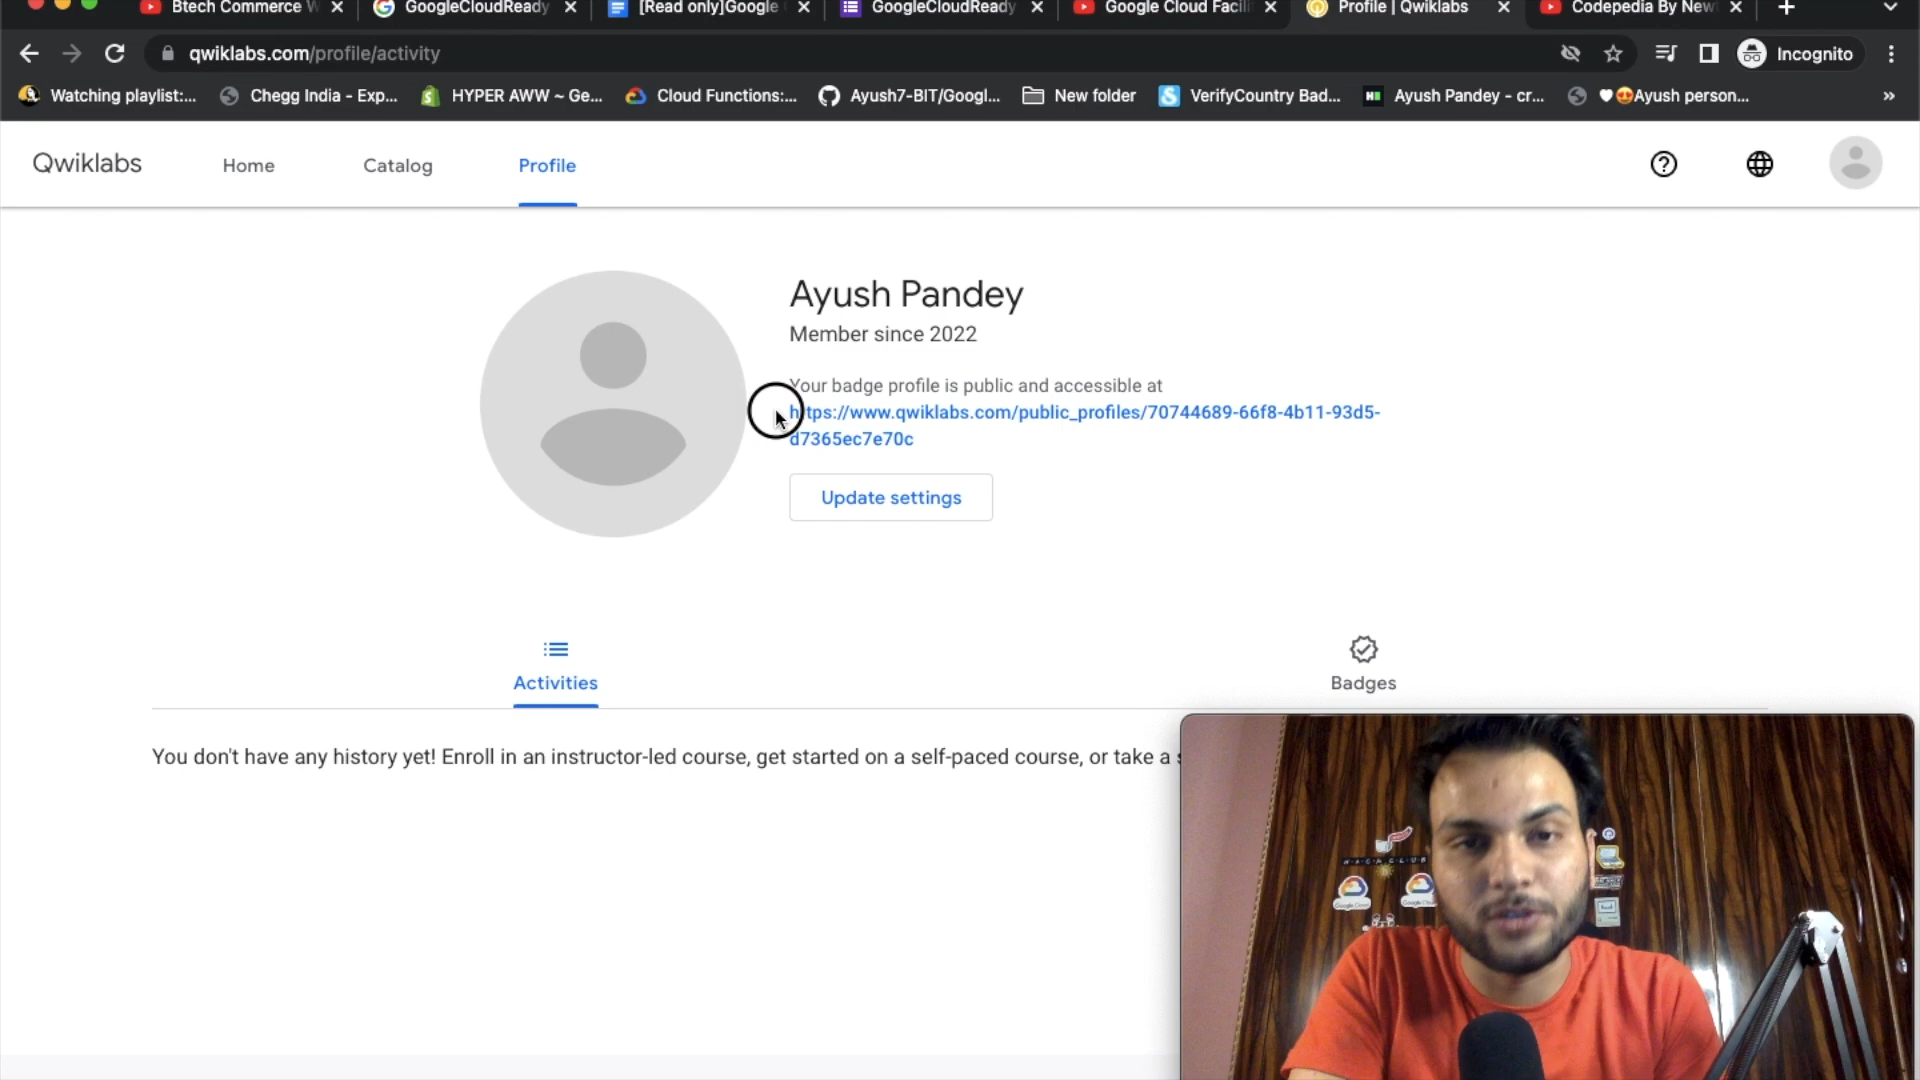 Btech Commerce W
GoogleCloudReady
[Read only]Google
GoogleCloudReady
Google Cloud Facili
Profile | Qwiklabs
Codepedia By New
qwiklabs.com/profile/activity
Incognito
Watching playlist:...
Chegg India - Exp...
HYPER AWW ~ Ge...
Cloud Functions:...
Ayush7-BIT/Googl...
New folder
VerifyCountry Bad...
Ayush Pandey - cr...
♥😍Ayush person...
»
Qwiklabs
Home
Catalog
Profile
Ayush Pandey
Member since 2022
Your badge profile is public and accessible at
https://www.qwiklabs.com/public_profiles/70744689-66f8-4b11-93d5-
d7365ec7e70c
Update settings
Activities
Badges
You don't have any history yet! Enroll in an instructor-led course, get started on a self-paced course, or take a
Google Cloud